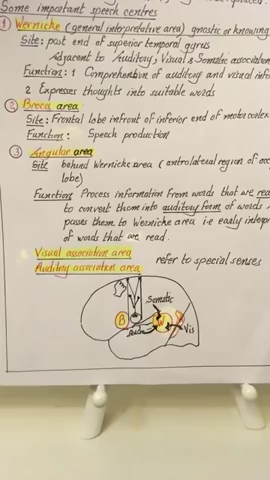 Some important speech centres
① Wernicke (general interpretative area) gnostic or knowing
Site: post end of superior temporal gyrus
Adjacent to Auditory, Visual & Somatic association
Function: 1 Comprehention of auditory and visual info
2 Expresses thoughts into suitable words
② Broca area
Site: Frontal lobe infront of inferior end of motor cortex
Function: Speech production
③ Angular area
Site behind Wernicke area (antrolateral region of occ
lobe)
Function Process information from words that we read
to convert them into auditory form of words
passes them to Wernicke area i.e early interp
of words that we read.
Visual association area
Auditory association area
refer to special senses
Somatic
B
W
Vis